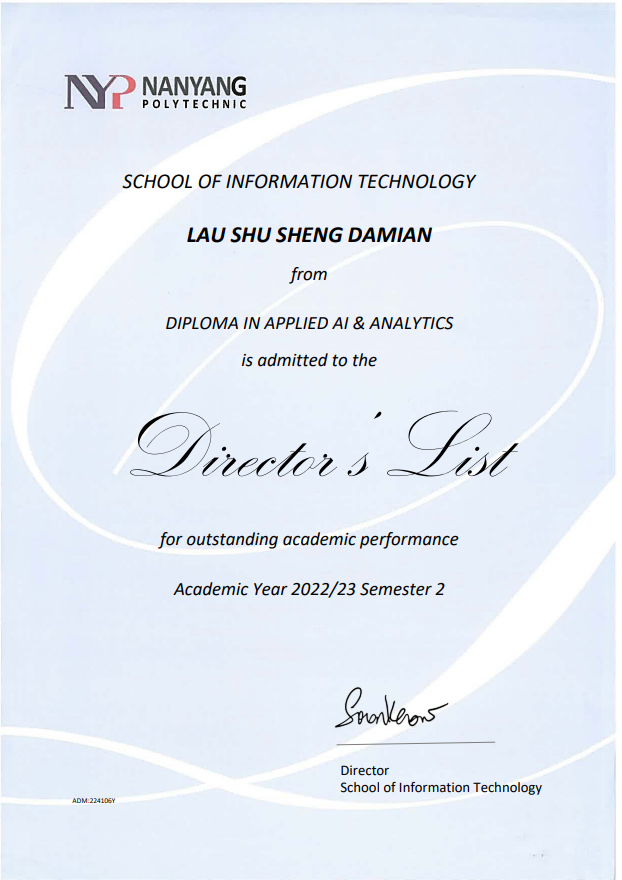 NYP NANYANG
POLYTECHNIC
SCHOOL OF INFORMATION TECHNOLOGY
LAU SHU SHENG DAMIAN
from
DIPLOMA IN APPLIED AI & ANALYTICS
is admitted to the
Director's List
for outstanding academic performance
Academic Year 2022/23 Semester 2
Director
School of Information Technology
ADM:224106Y